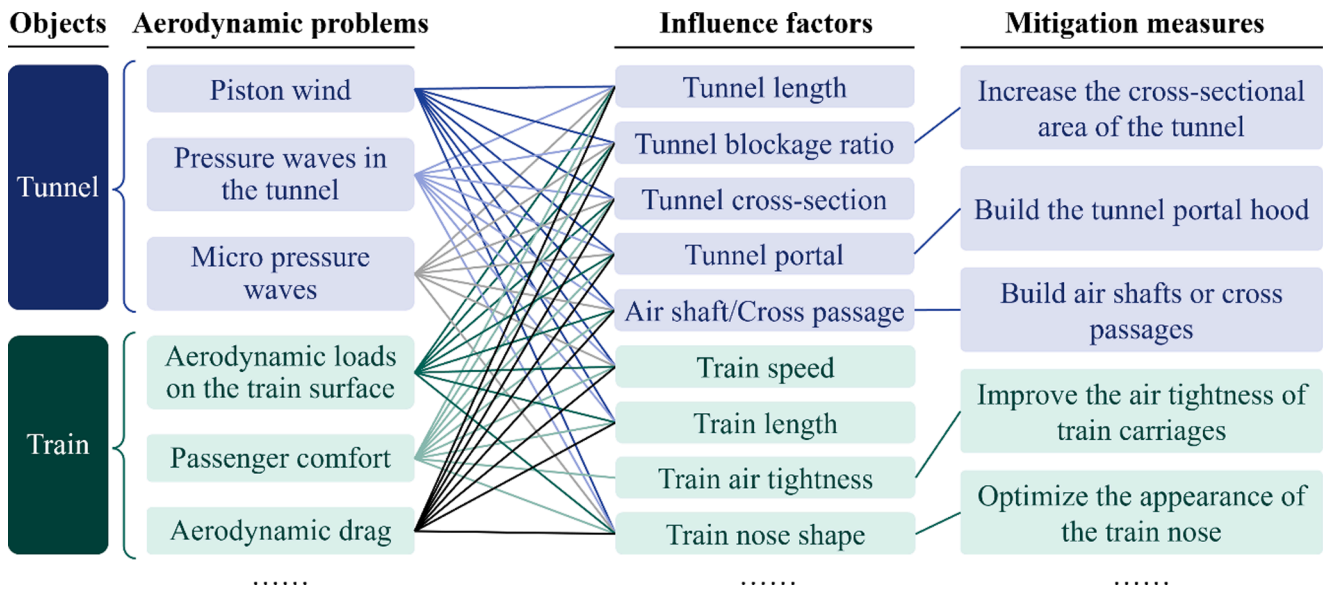 Objects
Aerodynamic problems
Influence factors
Mitigation measures
Tunnel
Piston wind
Pressure waves in
the tunnel
Micro pressure
waves
Train
Aerodynamic loads
on the train surface
Passenger comfort
Aerodynamic drag
......
Tunnel length
Tunnel blockage ratio
Tunnel cross-section
Tunnel portal
Air shaft/Cross passage
Train speed
Train length
Train air tightness
Train nose shape
......
Increase the cross-sectional
area of the tunnel
Build the tunnel portal hood
Build air shafts or cross
passages
Improve the air tightness of
train carriages
Optimize the appearance of
the train nose
......